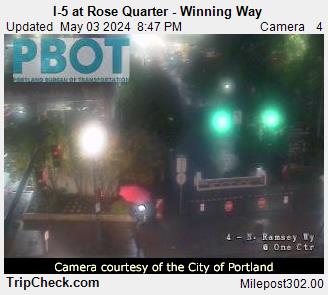 I-5 at Rose Quarter - Winning Way
Updated May 03 2024 8:47 PM Camera 4
PBOT
PORTLAND BUREAU OF TRANSPORTATION
4 - N. Ramsey Wy
@ One Ctr
Camera courtesy of the City of Portland
TripCheck.com Milepost302.00